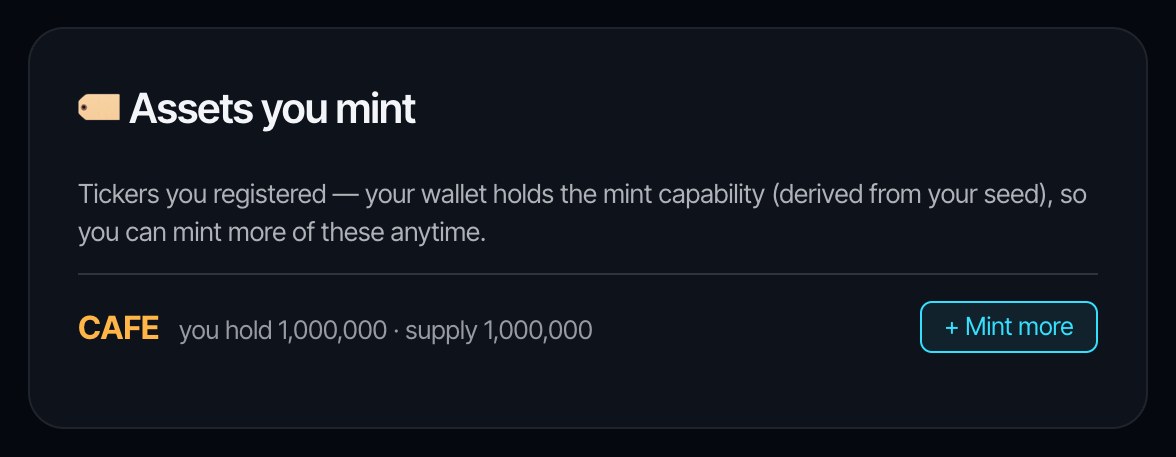 Assets you mint
Tickers you registered — your wallet holds the mint capability (derived from your seed), so
you can mint more of these anytime.
CAFE you hold 1,000,000 · supply 1,000,000
+ Mint more